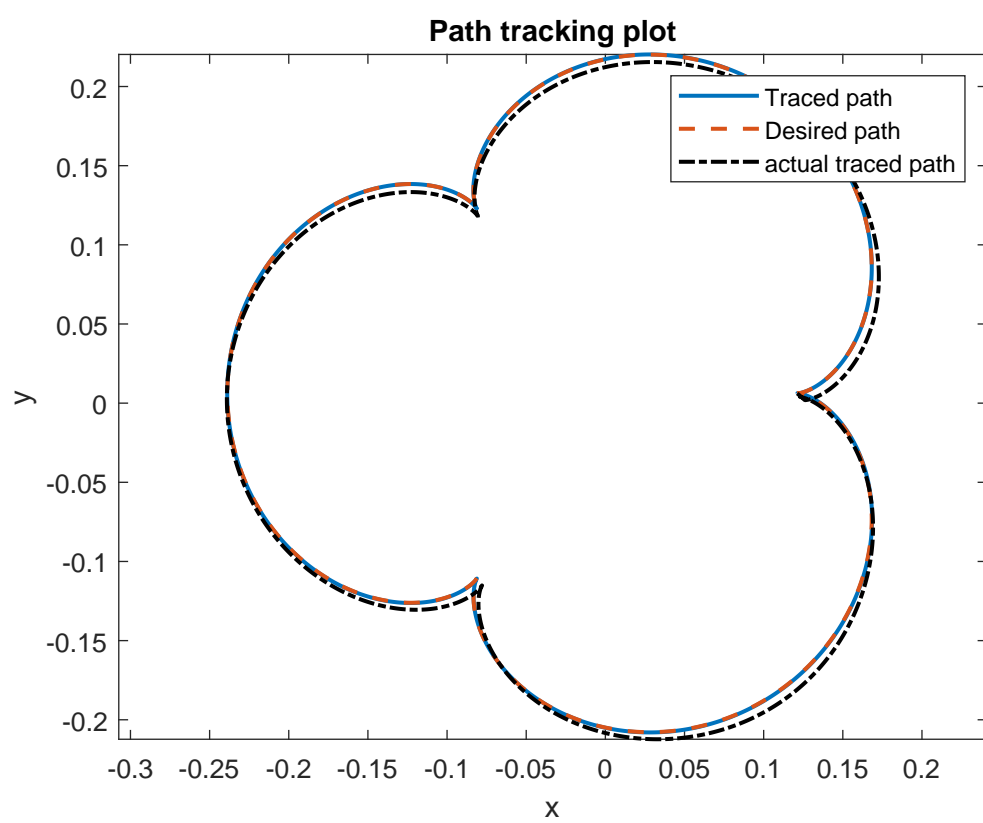 Path tracking plot
Traced path
Desired path
actual traced path
0.2
0.15
0.1
0.05
0
-0.05
-0.1
-0.15
-0.2
y
-0.3 -0.25 -0.2 -0.15 -0.1 -0.05 0 0.05 0.1 0.15 0.2
x